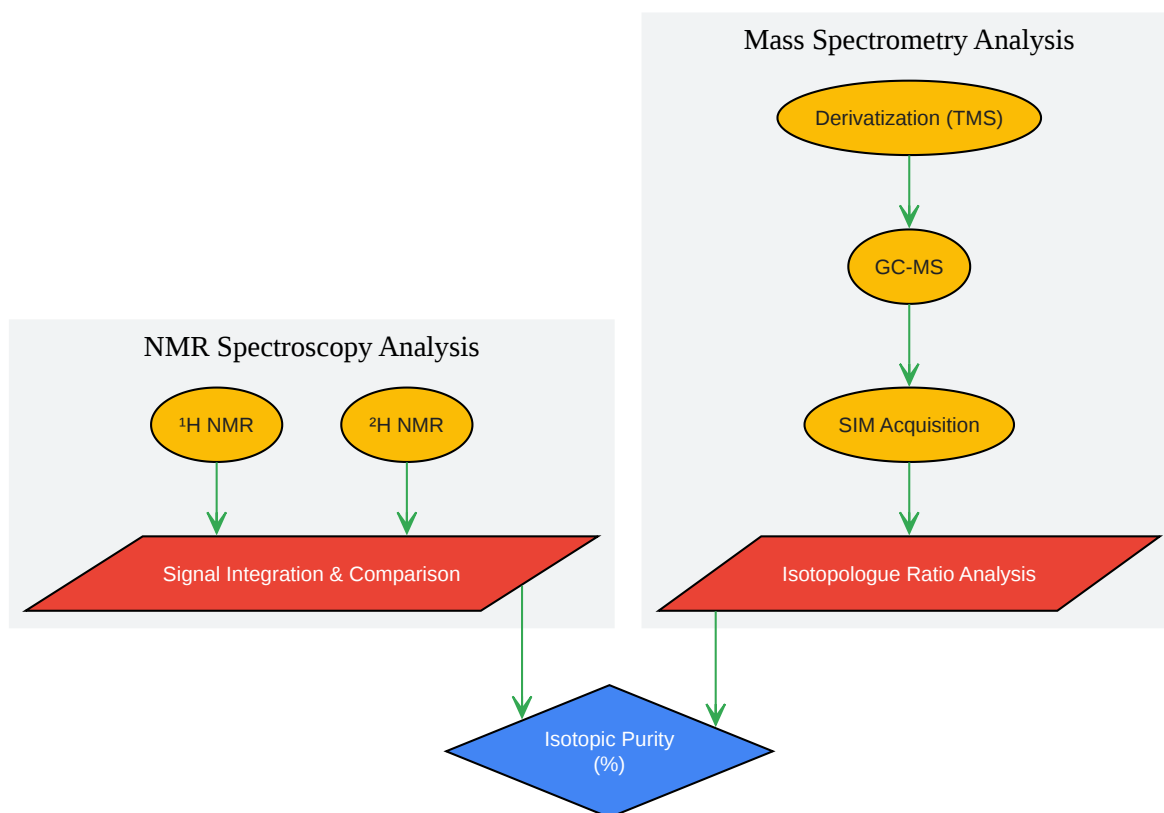 Mass Spectrometry Analysis
Derivatization (TMS)
GC-MS
NMR Spectroscopy Analysis
¹H NMR
²H NMR
SIM Acquisition
Signal Integration & Comparison
Isotopologue Ratio Analysis
Isotopic Purity
(%)